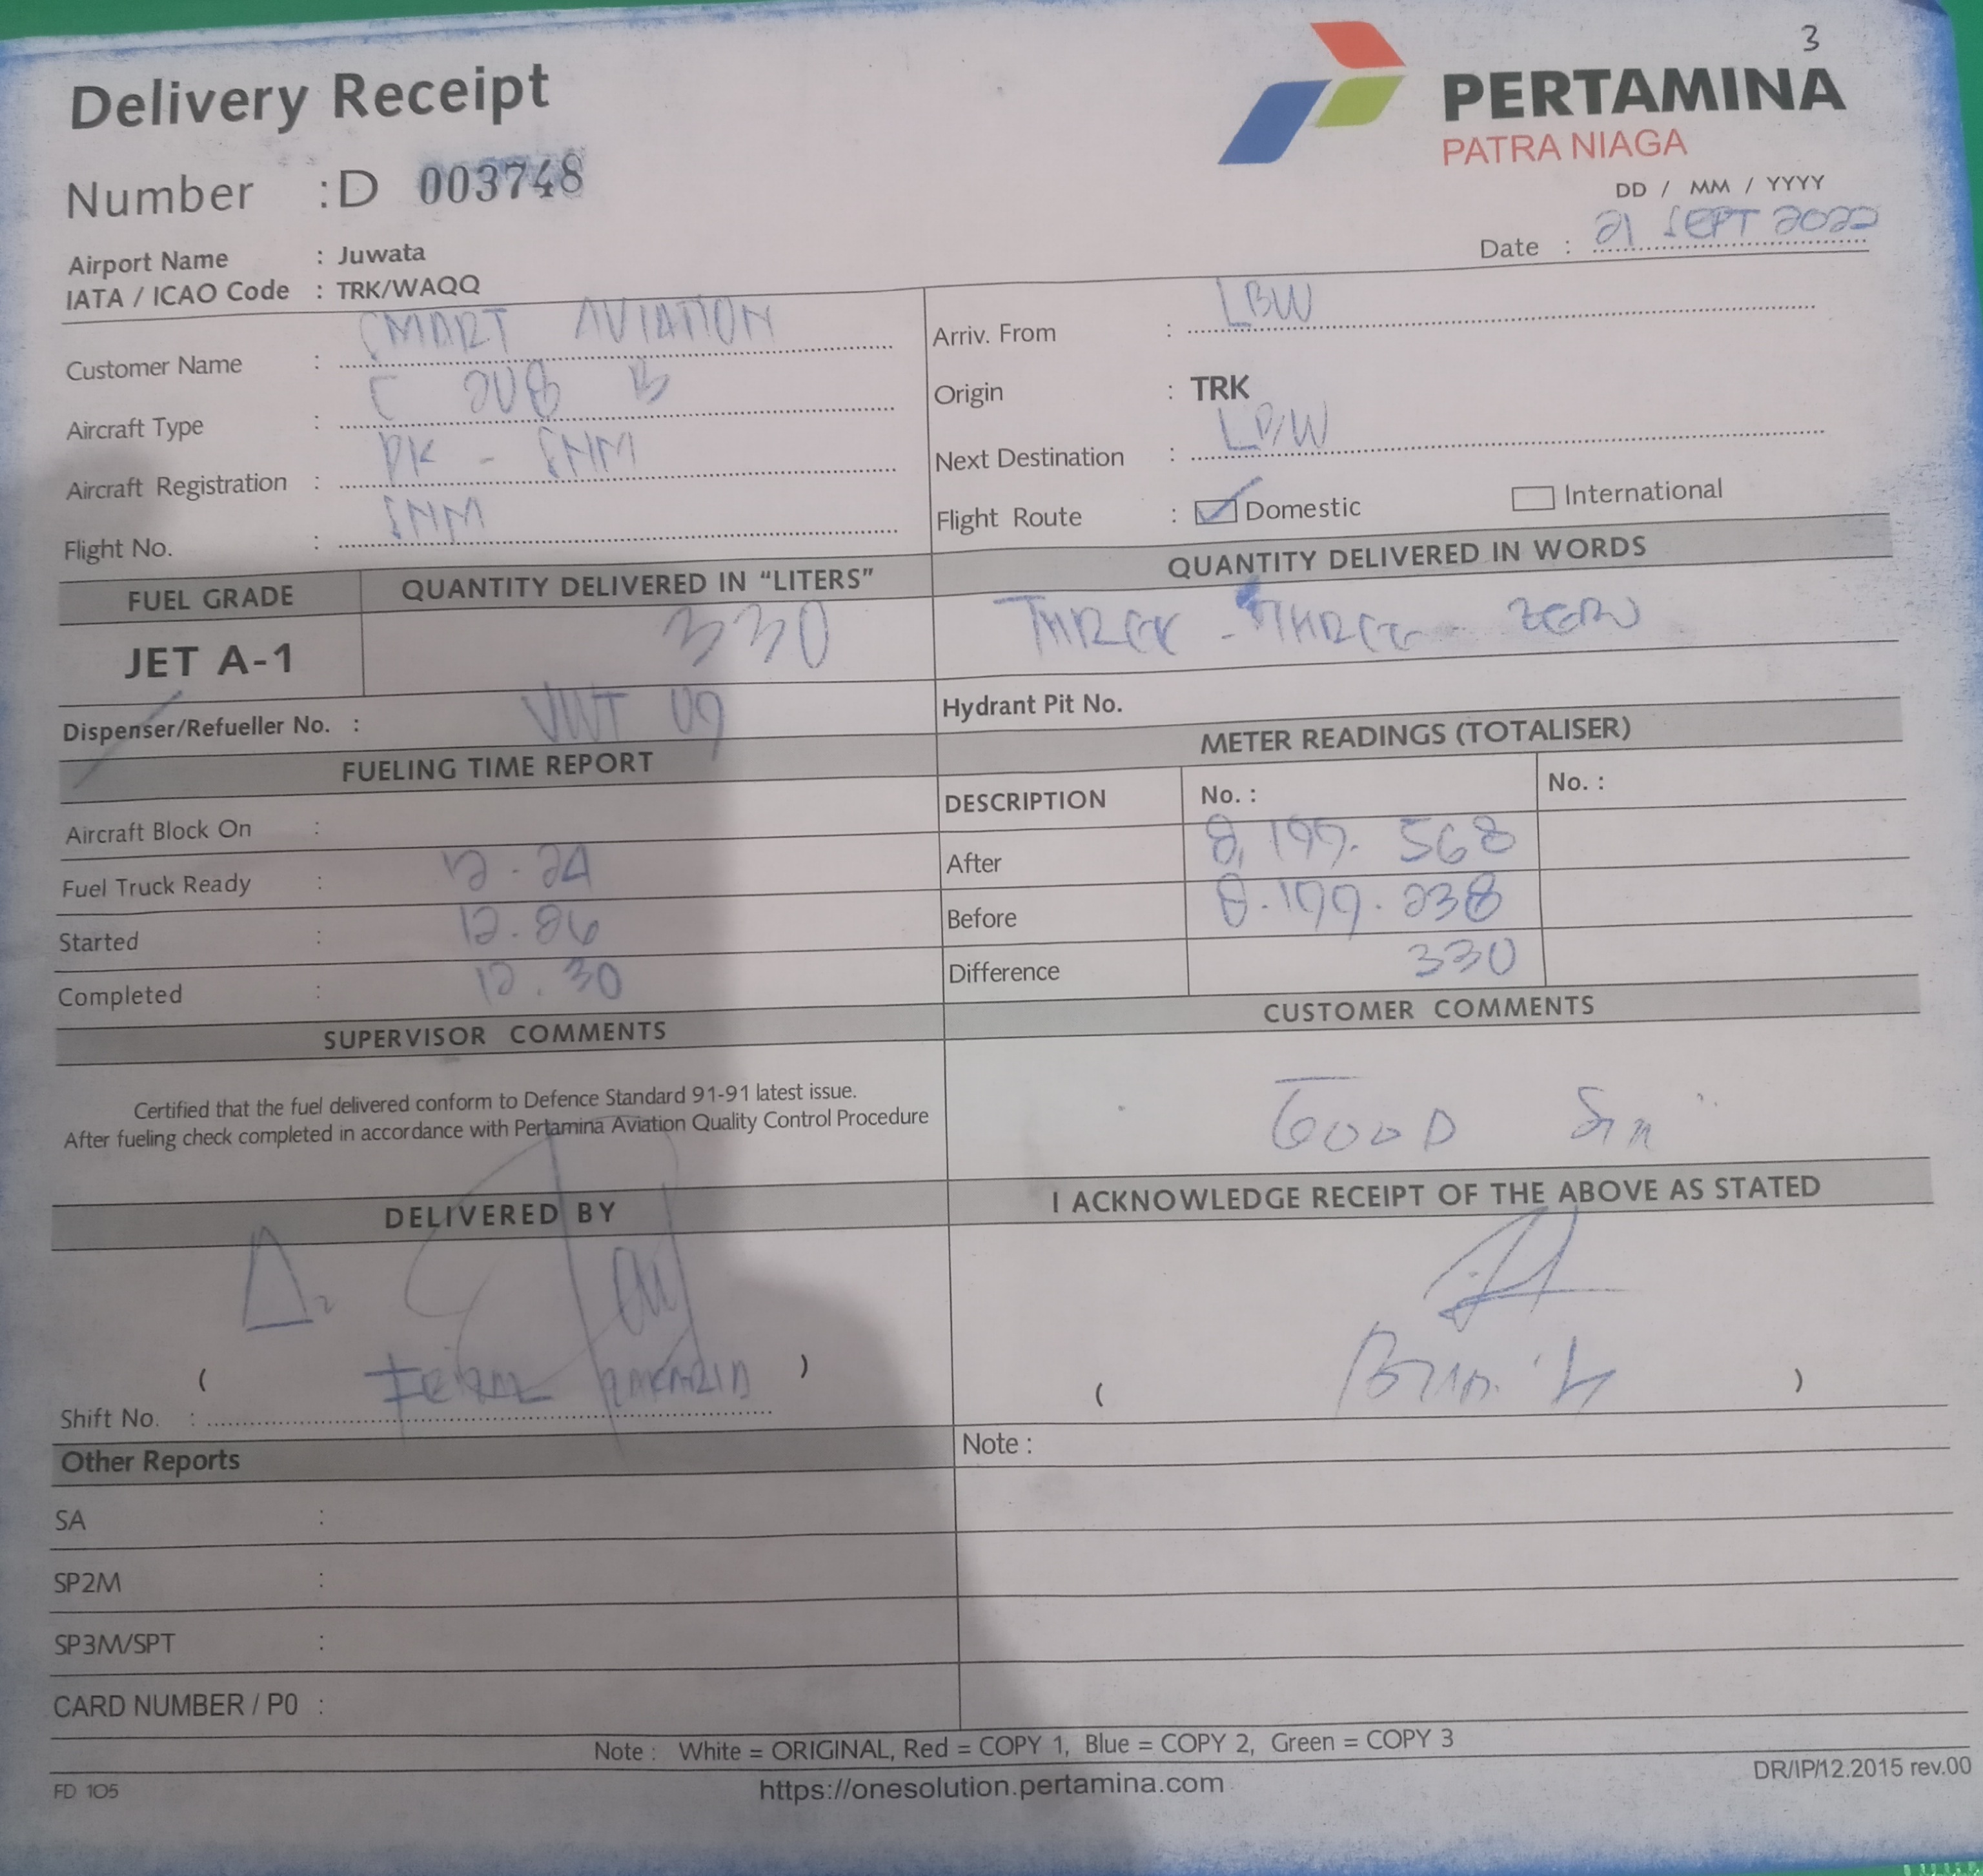 3
Delivery Receipt
PERTAMINA
PATRA NIAGA
Number : D 003748
DD / MM / YYYY
Date : 21 SEPT 2022
Airport Name : Juwata
IATA / ICAO Code : TRK/WAQQ
Customer Name : SMART AVIATION
Arriv. From : LBW
Aircraft Type : C 208 B
Origin : TRK
Aircraft Registration : PK - SNM
Next Destination : LBW
Flight No. : SNM
Flight Route : Domestic International
FUEL GRADE QUANTITY DELIVERED IN “LITERS” QUANTITY DELIVERED IN WORDS
JET A-1 330 THREE - THREE - ZERO
Dispenser/Refueller No. : VWT 09 Hydrant Pit No.
FUELING TIME REPORT METER READINGS (TOTALISER)
DESCRIPTION No. : No. :
Aircraft Block On :
After 8,199. 568
Fuel Truck Ready : 12.24
Before 8.199.238
Started : 12.26
Difference 330
Completed : 12.30
SUPERVISOR COMMENTS CUSTOMER COMMENTS
Certified that the fuel delivered conform to Defence Standard 91-91 latest issue.
After fueling check completed in accordance with Pertamina Aviation Quality Control Procedure
GOOD
DELIVERED BY I ACKNOWLEDGE RECEIPT OF THE ABOVE AS STATED
( ) ( )
Shift No. :
Other Reports Note :
SA :
SP2M :
SP3M/SPT :
CARD NUMBER / P0 :
Note : White = ORIGINAL, Red = COPY 1, Blue = COPY 2, Green = COPY 3
FD 105 https://onesolution.pertamina.com DR/IP/12.2015 rev.00